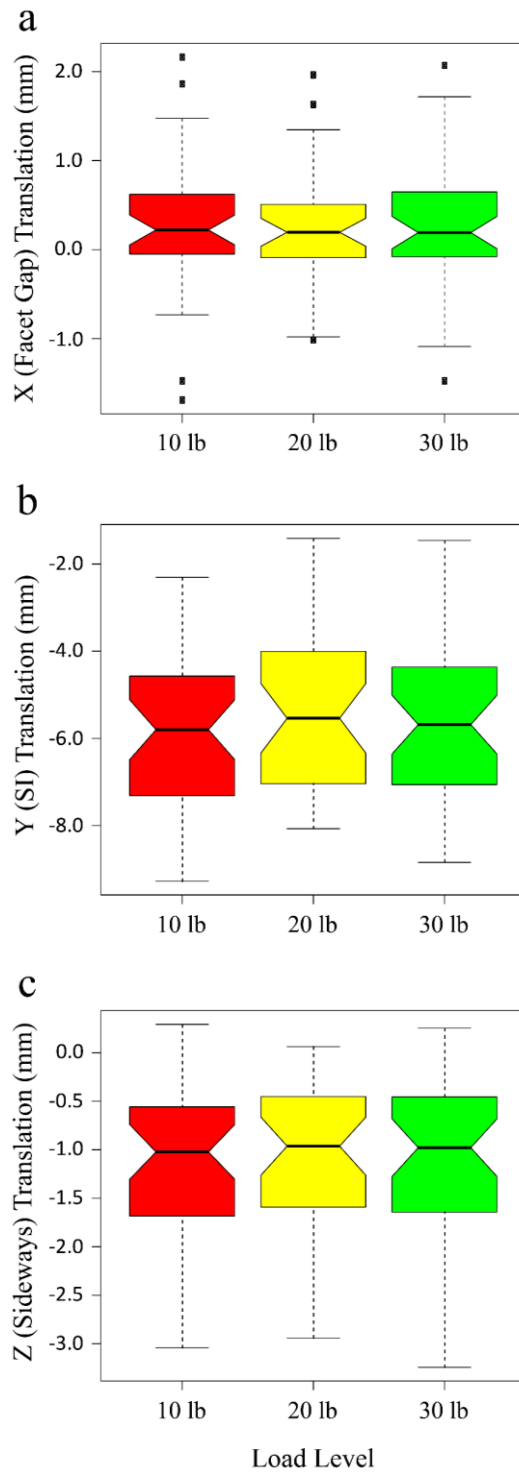 a
X (Facet Gap) Translation (mm)
2.0
1.0
0.0
-1.0
10 lb 20 lb 30 lb
b
Y (SI) Translation (mm)
-2.0
-4.0
-6.0
-8.0
10 lb 20 lb 30 lb
c
Z (Sideways) Translation (mm)
0.0
-0.5
-1.0
-1.5
-2.0
-2.5
-3.0
10 lb 20 lb 30 lb
Load Level